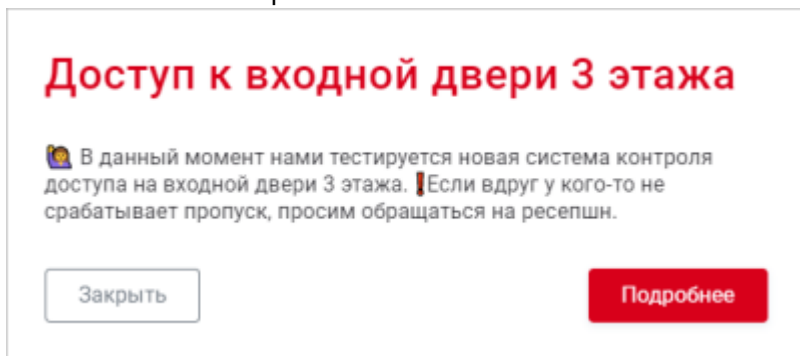 Доступ к входной двери 3 этажа
🙋 В данный момент нами тестируется новая система контроля
доступа на входной двери 3 этажа. ❗Если вдруг у кого-то не
срабатывает пропуск, просим обращаться на ресепшн.
Закрыть
Подробнее